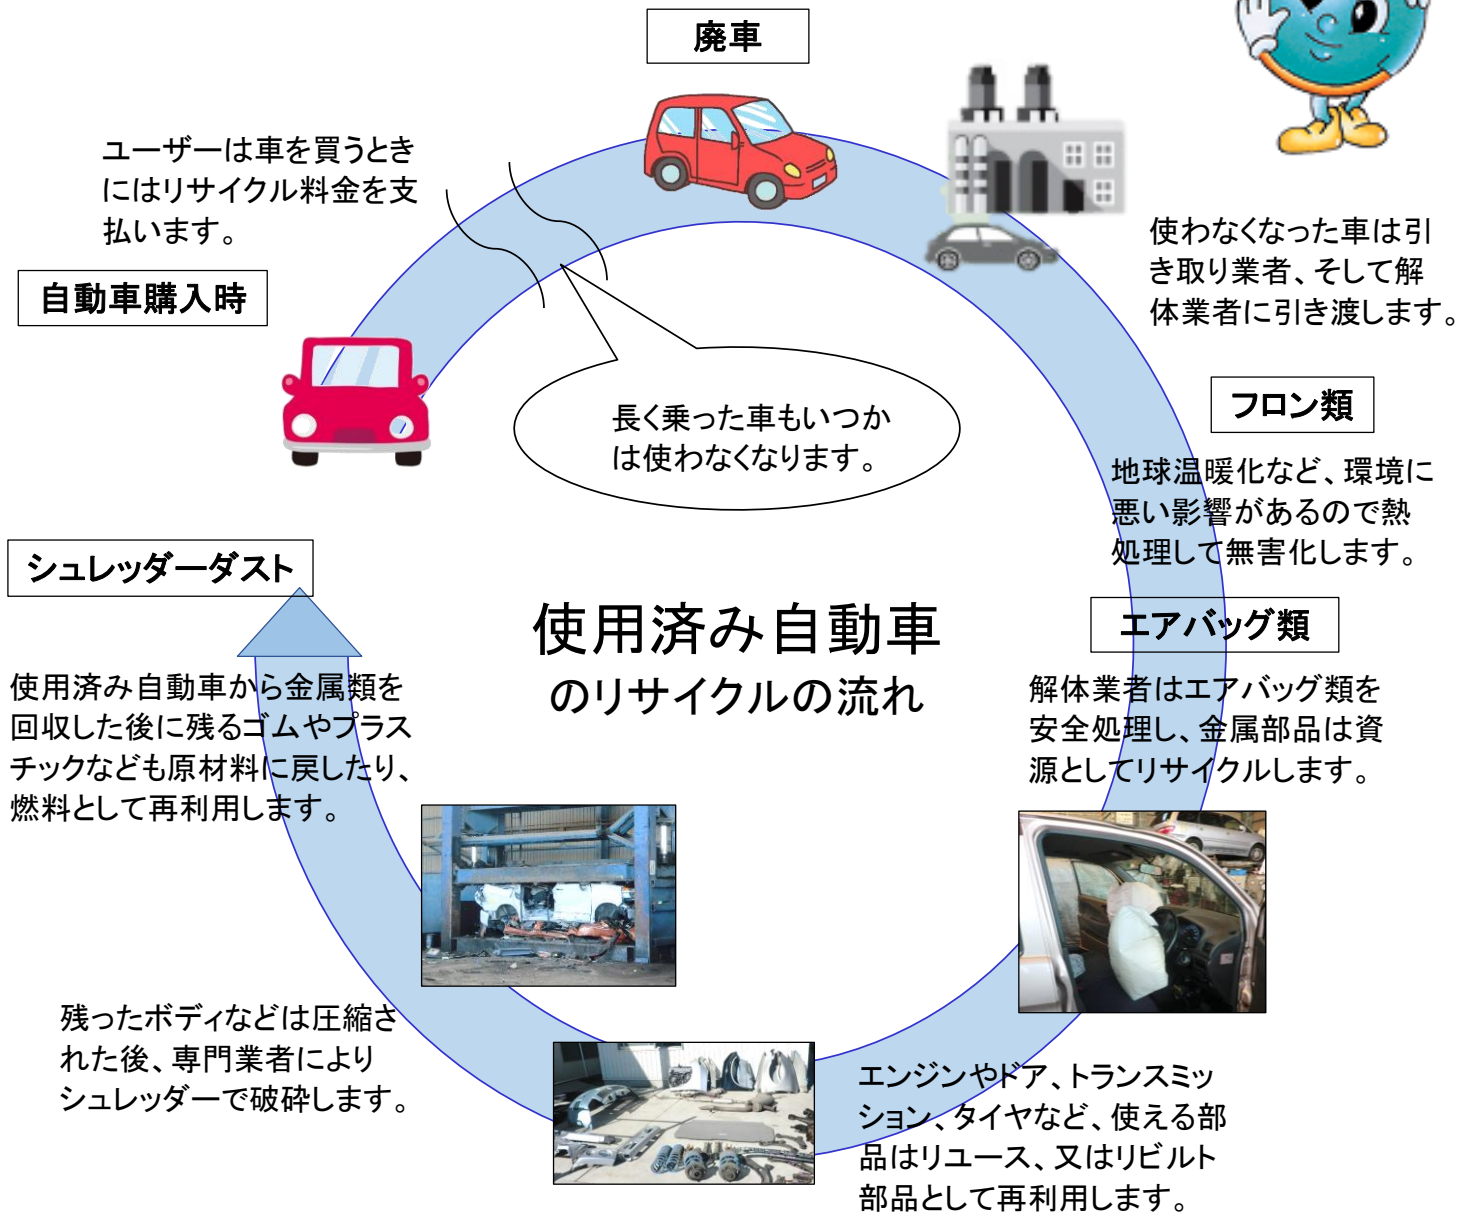 廃車
ユーザーは車を買うとき
にはリサイクル料金を支
払います。
自動車購入時
使わなくなった車は引
き取り業者、そして解
体業者に引き渡します。
長く乗った車もいつか
は使わなくなります。
フロン類
地球温暖化など、環境に
悪い影響があるので熱
処理して無害化します。
シュレッダーダスト
使用済み自動車
のリサイクルの流れ
エアバッグ類
解体業者はエアバッグ類を
安全処理し、金属部品は資
源としてリサイクルします。
使用済み自動車から金属類を
回収した後に残るゴムやプラス
チックなども原材料に戻したり、
燃料として再利用します。
残ったボディなどは圧縮さ
れた後、専門業者により
シュレッダーで破砕します。
エンジンやドア、トランスミッ
ション、タイヤなど、使える部
品はリユース、又はリビルト
部品として再利用します。